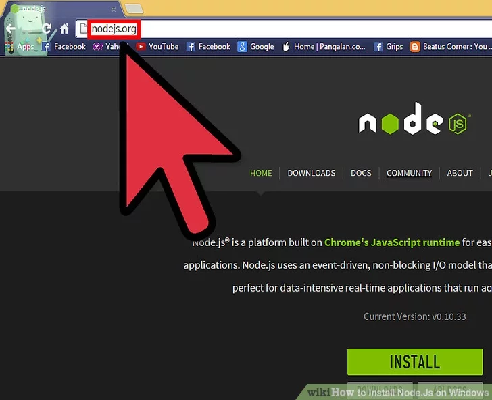 nodejs.org
Apps Facebook Yahoo YouTube Facebook Google Home | Panqalan.co... Grips Beatus Corner: You...
node JS
HOME DOWNLOADS DOCS COMMUNITY ABOUT J
Node.js® is a platform built on Chrome's JavaScript runtime for eas
applications. Node.js uses an event-driven, non-blocking I/O model tha
perfect for data-intensive real-time applications that run ac
Current Version: v0.10.33
INSTALL
wiki How to Install Node.Js on Windows